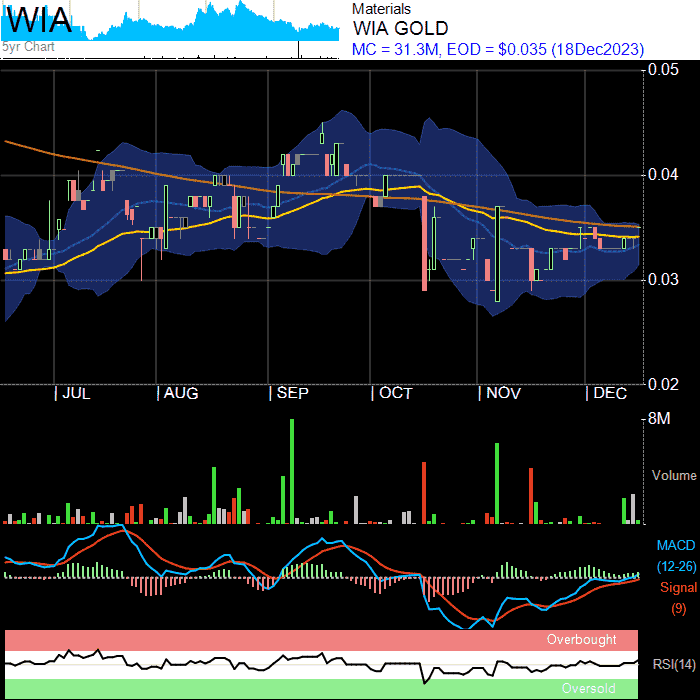 WIA
5yr Chart
Materials
WIA GOLD
MC = 31.3M, EOD = $0.035 (18Dec2023)
0.05
0.04
0.03
0.02
JUL AUG SEP OCT NOV DEC
8M
Volume
MACD
(12-26)
Signal
(9)
Overbought
RSI(14)
Oversold